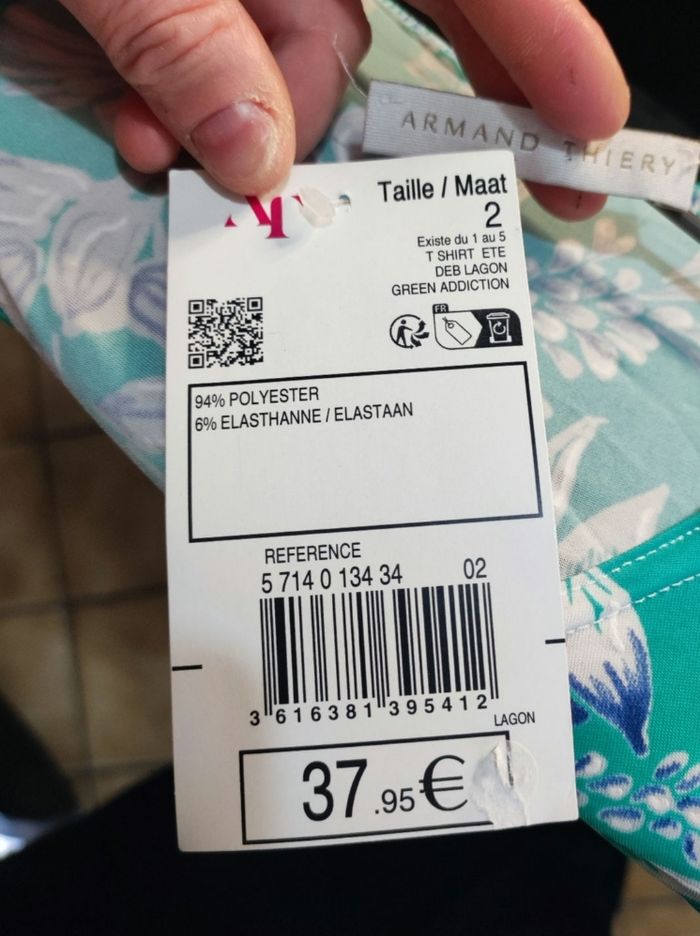 ARMAND THIERY
Taille / Maat
2
Existe du 1 au 5
T SHIRT ETE
DEB LAGON
GREEN ADDICTION
FR
94% POLYESTER
6% ELASTHANNE / ELASTAAN
REFERENCE
5 714 0 134 34 02
3 616381 395412
LAGON
37.95€